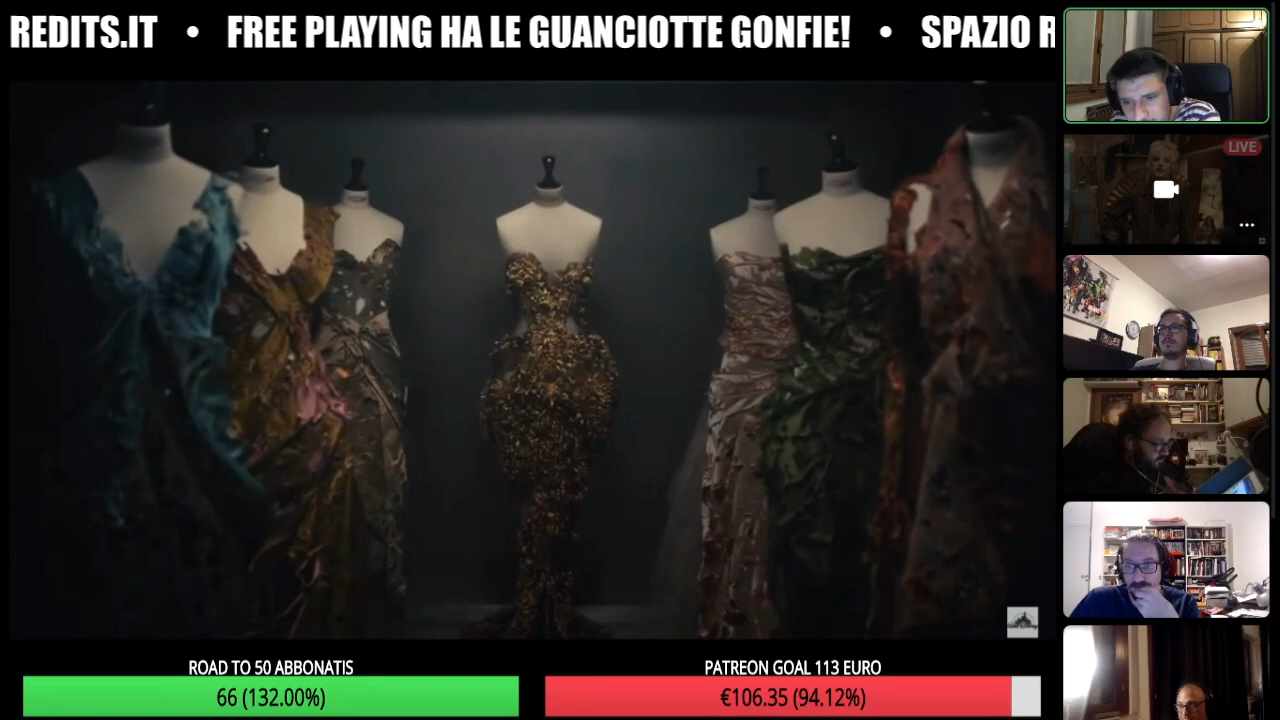 REDITS.IT • FREE PLAYING HA LE GUANCIOTTE GONFIE! • SPAZIO R
LIVE
ROAD TO 50 ABBONATIS
66 (132.00%)
PATREON GOAL 113 EURO
€106.35 (94.12%)